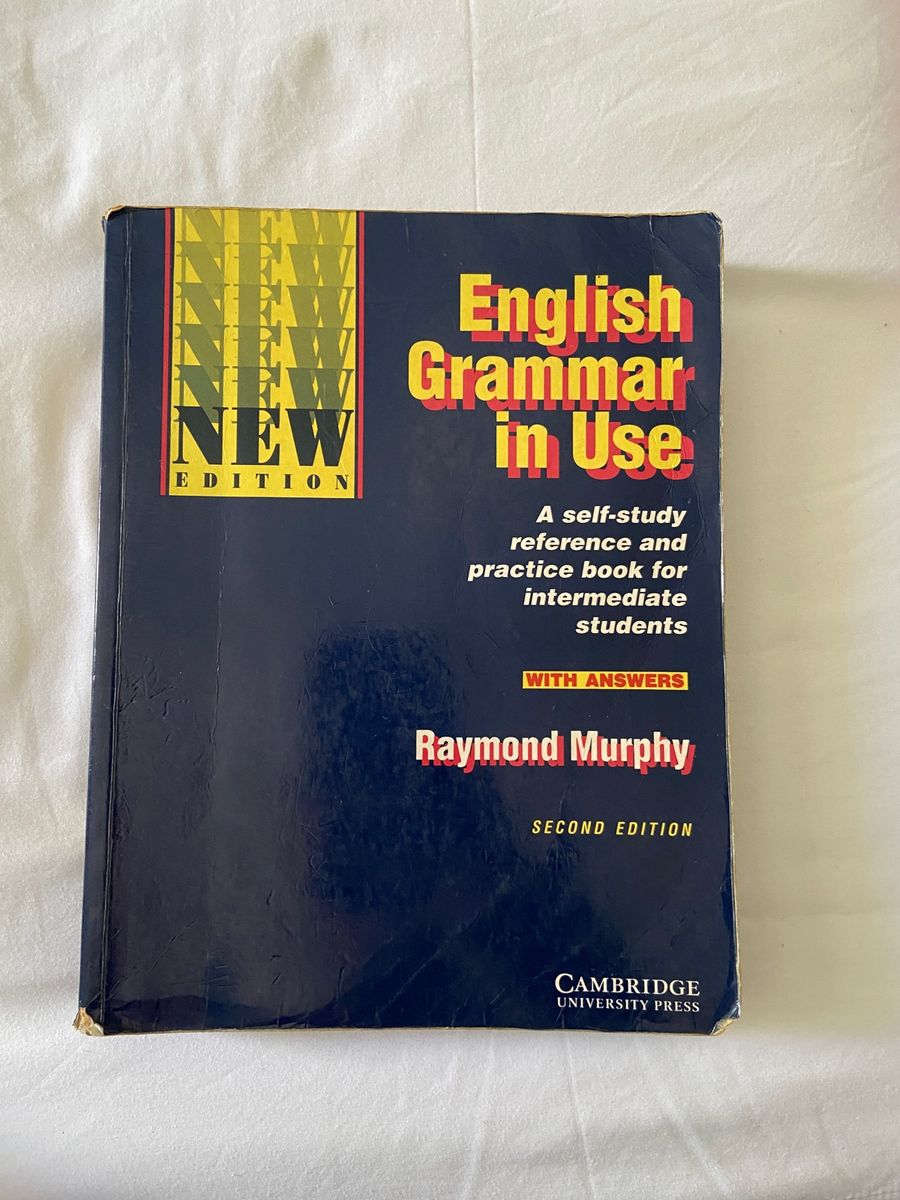 NEW
NEW
NEW
NEW
NEW
NEW
EDITION
English
Grammar
in Use
A self-study
reference and
practice book for
intermediate
students
WITH ANSWERS
Raymond Murphy
SECOND EDITION
CAMBRIDGE
UNIVERSITY PRESS